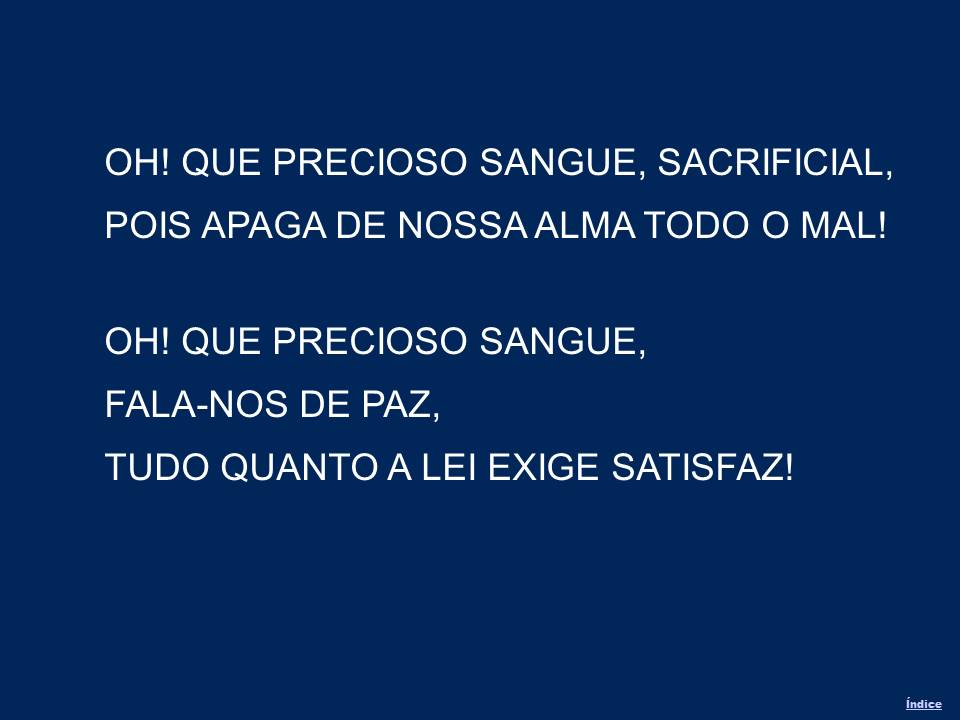 OH! QUE PRECIOSO SANGUE, SACRIFICIAL,
POIS APAGA DE NOSSA ALMA TODO O MAL!
OH! QUE PRECIOSO SANGUE,
FALA-NOS DE PAZ,
TUDO QUANTO A LEI EXIGE SATISFAZ!
Índice